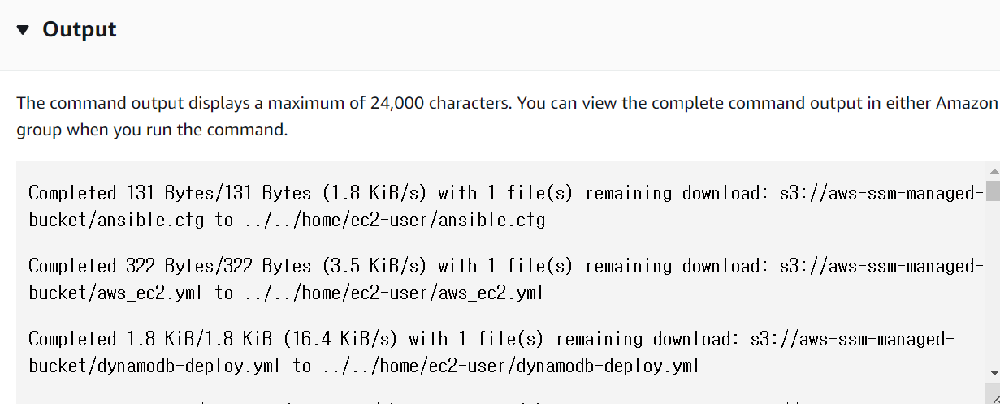 Output
The command output displays a maximum of 24,000 characters. You can view the complete command output in either Amazon
group when you run the command.
Completed 131 Bytes/131 Bytes (1.8 KiB/s) with 1 file(s) remaining download: s3://aws-ssm-managed-
bucket/ansible.cfg to ../../home/ec2-user/ansible.cfg
Completed 322 Bytes/322 Bytes (3.5 KiB/s) with 1 file(s) remaining download: s3://aws-ssm-managed-
bucket/aws_ec2.yml to ../../home/ec2-user/aws_ec2.yml
Completed 1.8 KiB/1.8 KiB (16.4 KiB/s) with 1 file(s) remaining download: s3://aws-ssm-managed-
bucket/dynamodb-deploy.yml to ../../home/ec2-user/dynamodb-deploy.yml